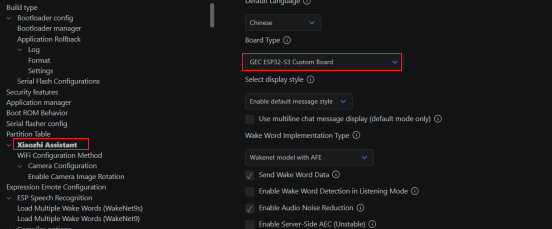 Build type
Bootloader config
Bootloader manager
Application Rollback
Log
Format
Settings
Serial Flash Configurations
Security features
Application manager
Boot ROM Behavior
Serial flasher config
Partition Table
Xiaozhi Assistant
WiFi Configuration Method
Camera Configuration
Enable Camera Image Rotation
Expression Emote Configuration
ESP Speech Recognition
Load Multiple Wake Words (WakeNet9s)
Load Multiple Wake Words (WakeNet9)
Compiler options
Default Language
Chinese
Board Type
GEC ESP32-S3 Custom Board
Select display style
Enable default message style
Use multiline chat message display (default mode only)
Wake Word Implementation Type
Wakenet model with AFE
Send Wake Word Data
Enable Wake Word Detection in Listening Mode
Enable Audio Noise Reduction
Enable Server-Side AEC (Unstable)